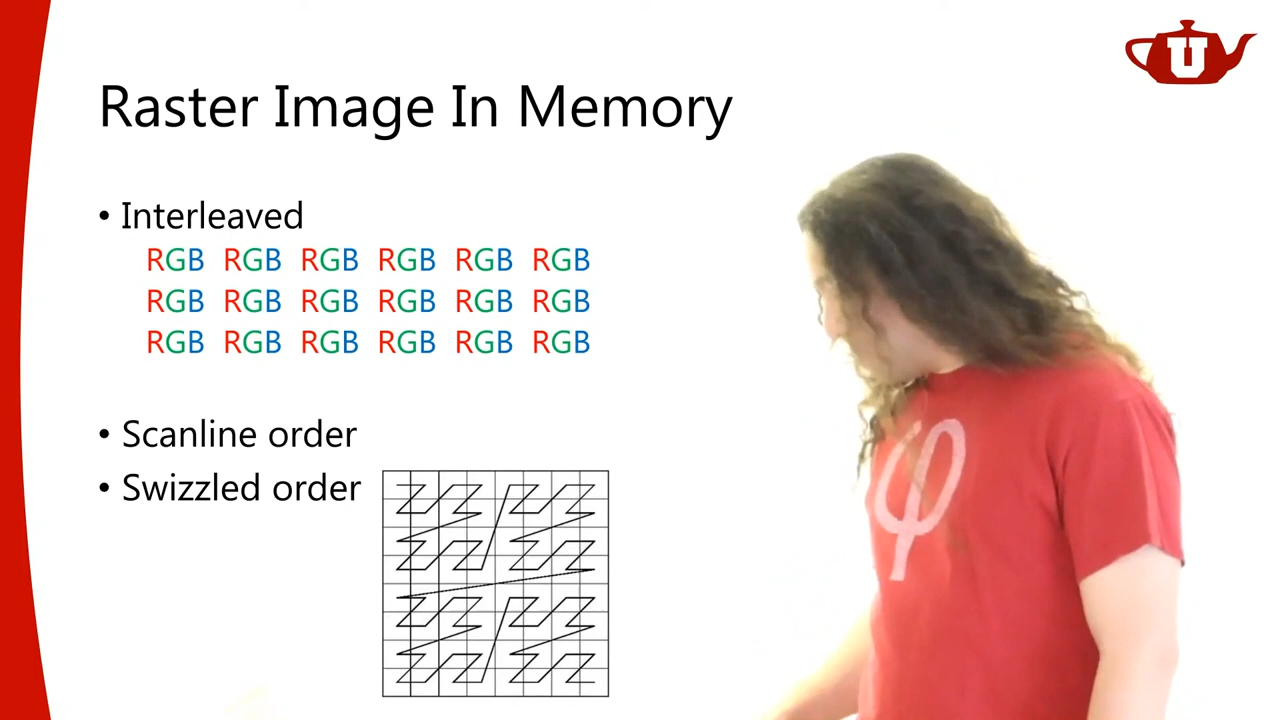 U
Raster Image In Memory
• Interleaved
RGB RGB RGB RGB RGB RGB
RGB RGB RGB RGB RGB RGB
RGB RGB RGB RGB RGB RGB
• Scanline order
• Swizzled order
φ